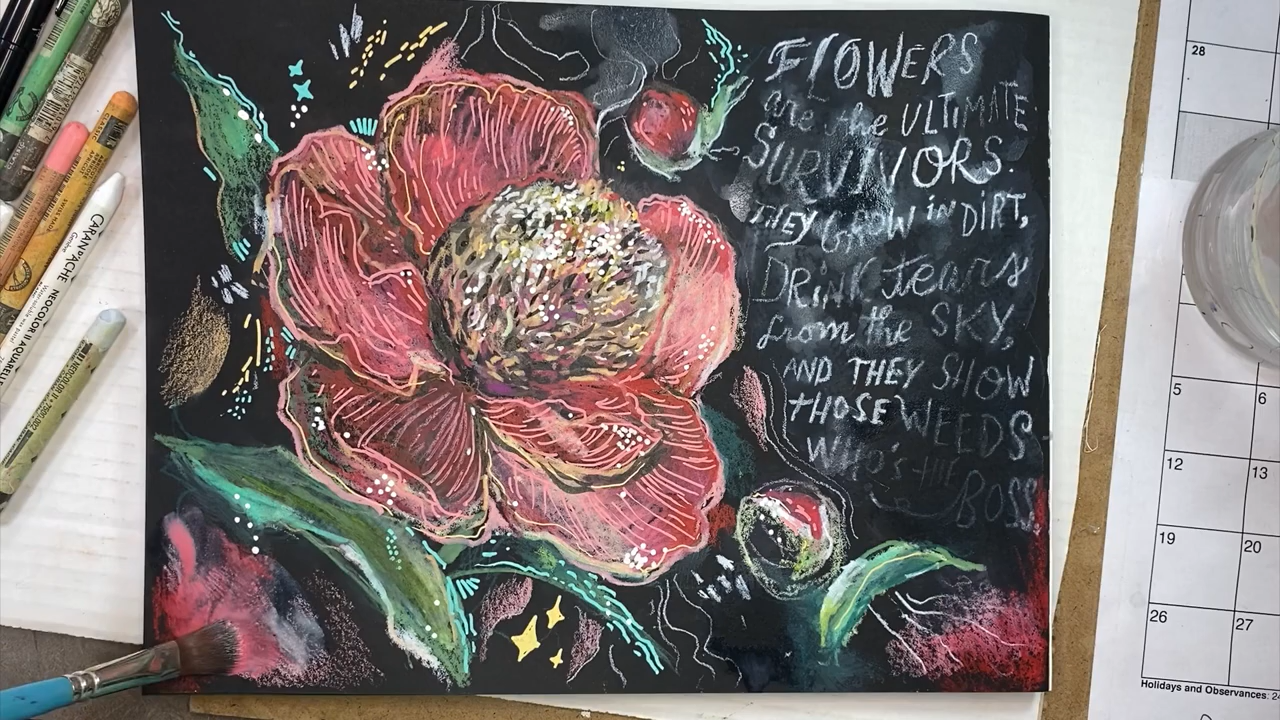 FLOWERS
are the ULTIMATE
SURVIVORS.
THEY GROW in DiRT,
DRiNK tears
from the SKY,
AND THEY SHOW
THOSE WEEDS
WHO'S THE
BOSS
CARAN D'ACHE
NEOCOLOR II AQUARELLE
28
5
6
12
13
19
20
26
27
Holidays and Observances: 24